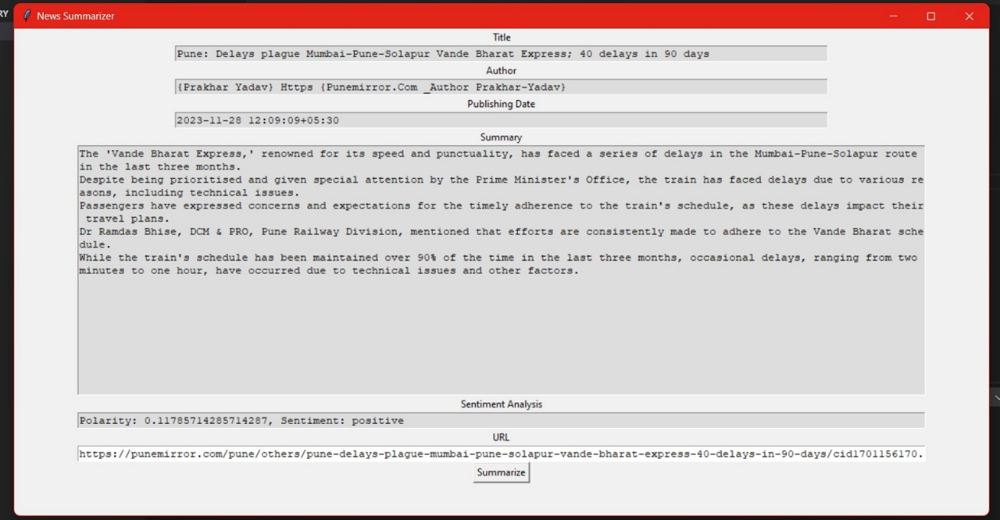 RY
News Summarizer
Title
Pune: Delays plague Mumbai-Pune-Solapur Vande Bharat Express; 40 delays in 90 days
Author
{Prakhar Yadav} Https {Punemirror.Com _Author Prakhar-Yadav}
Publishing Date
2023-11-28 12:09:09+05:30
Summary
The 'Vande Bharat Express,' renowned for its speed and punctuality, has faced a series of delays in the Mumbai-Pune-Solapur route
in the last three months.
Despite being prioritised and given special attention by the Prime Minister's Office, the train has faced delays due to various re
asons, including technical issues.
Passengers have expressed concerns and expectations for the timely adherence to the train's schedule, as these delays impact their
travel plans.
Dr Ramdas Bhise, DCM & PRO, Pune Railway Division, mentioned that efforts are consistently made to adhere to the Vande Bharat sche
dule.
While the train's schedule has been maintained over 90% of the time in the last three months, occasional delays, ranging from two
minutes to one hour, have occurred due to technical issues and other factors.
Sentiment Analysis
Polarity: 0.11785714285714287, Sentiment: positive
URL
https://punemirror.com/pune/others/pune-delays-plague-mumbai-pune-solapur-vande-bharat-express-40-delays-in-90-days/cid1701156170.
Summarize